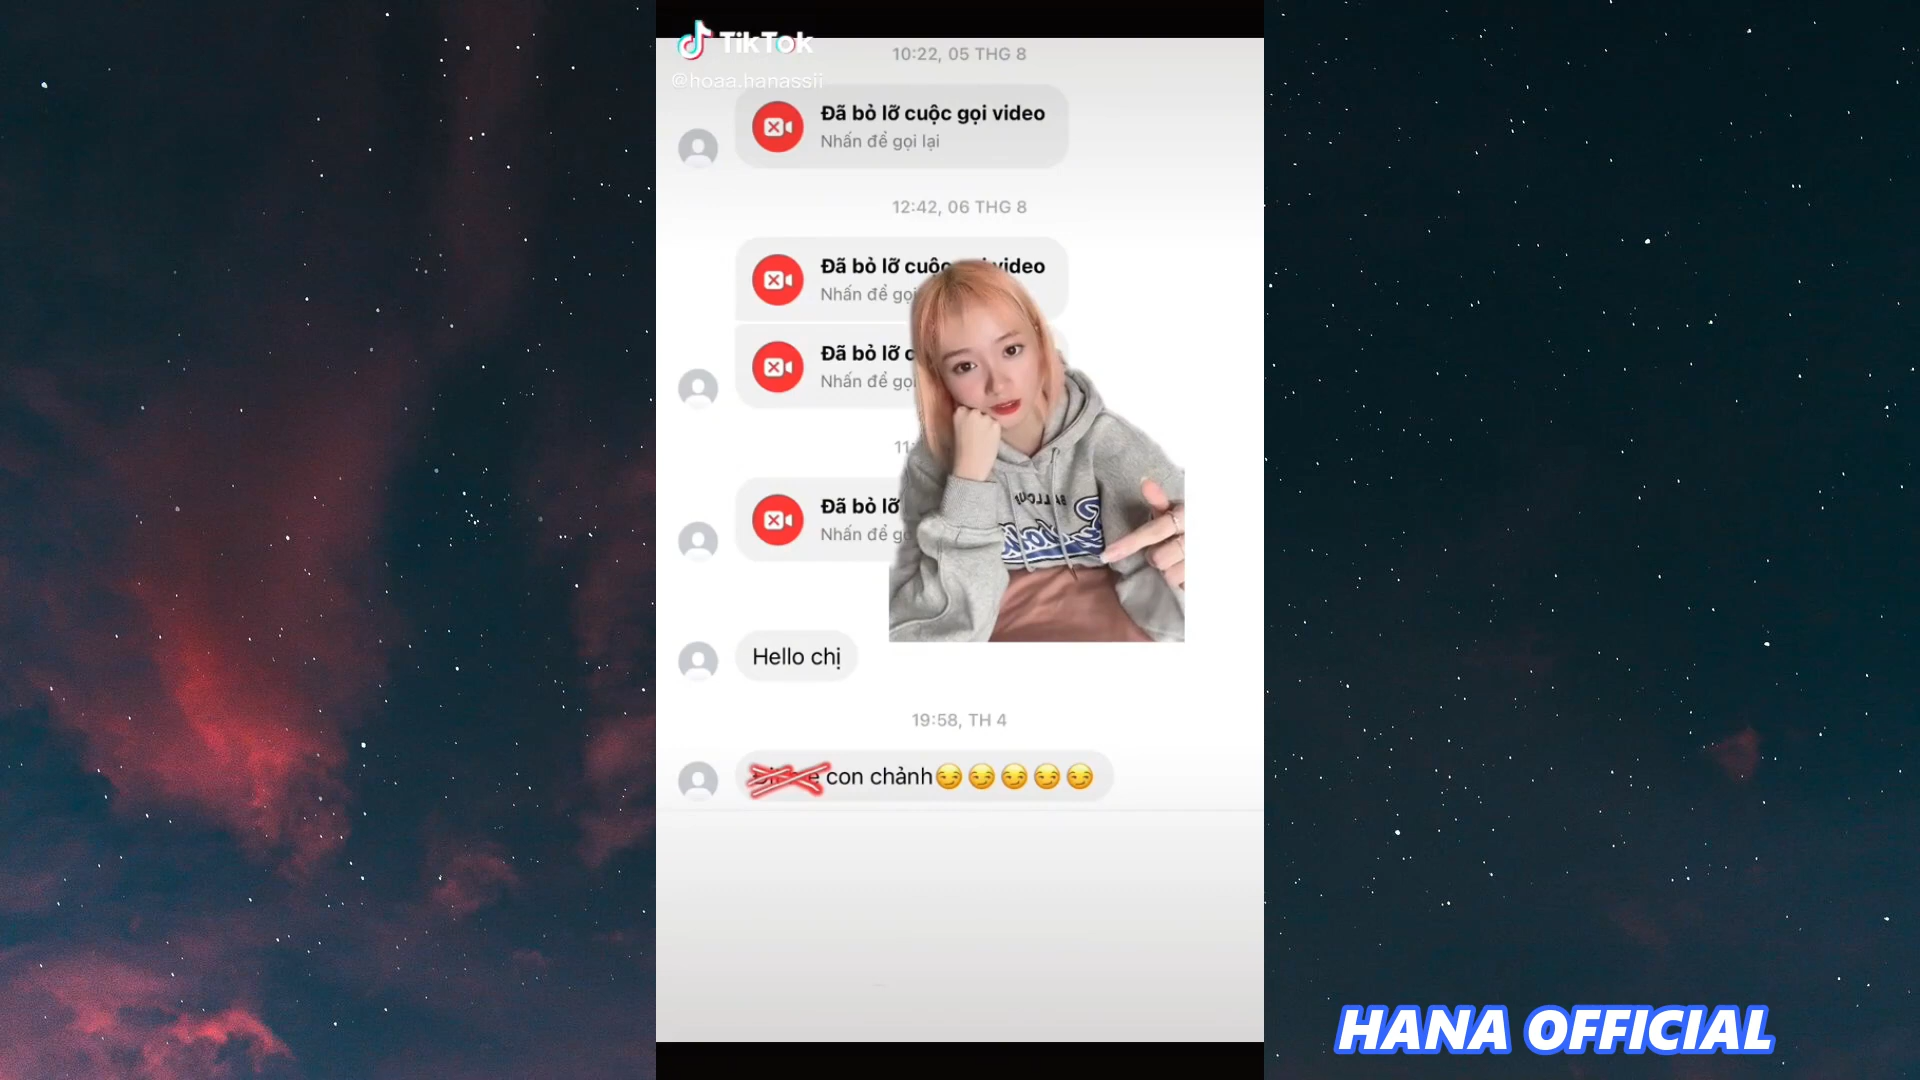 TikTok
@hoaa.hanassii
10:22, 05 THG 8
Đã bỏ lỡ cuộc gọi video
Nhấn để gọi lại
12:42, 06 THG 8
Đã bỏ lỡ video
Nhấn để gọi
Đã bỏ lỡ
Nhấn để gọi
Đã bỏ lỡ
Nhấn để
Hello chị
19:58, TH 4
con chảnh😏😏😏😏😏
HANA OFFICIAL